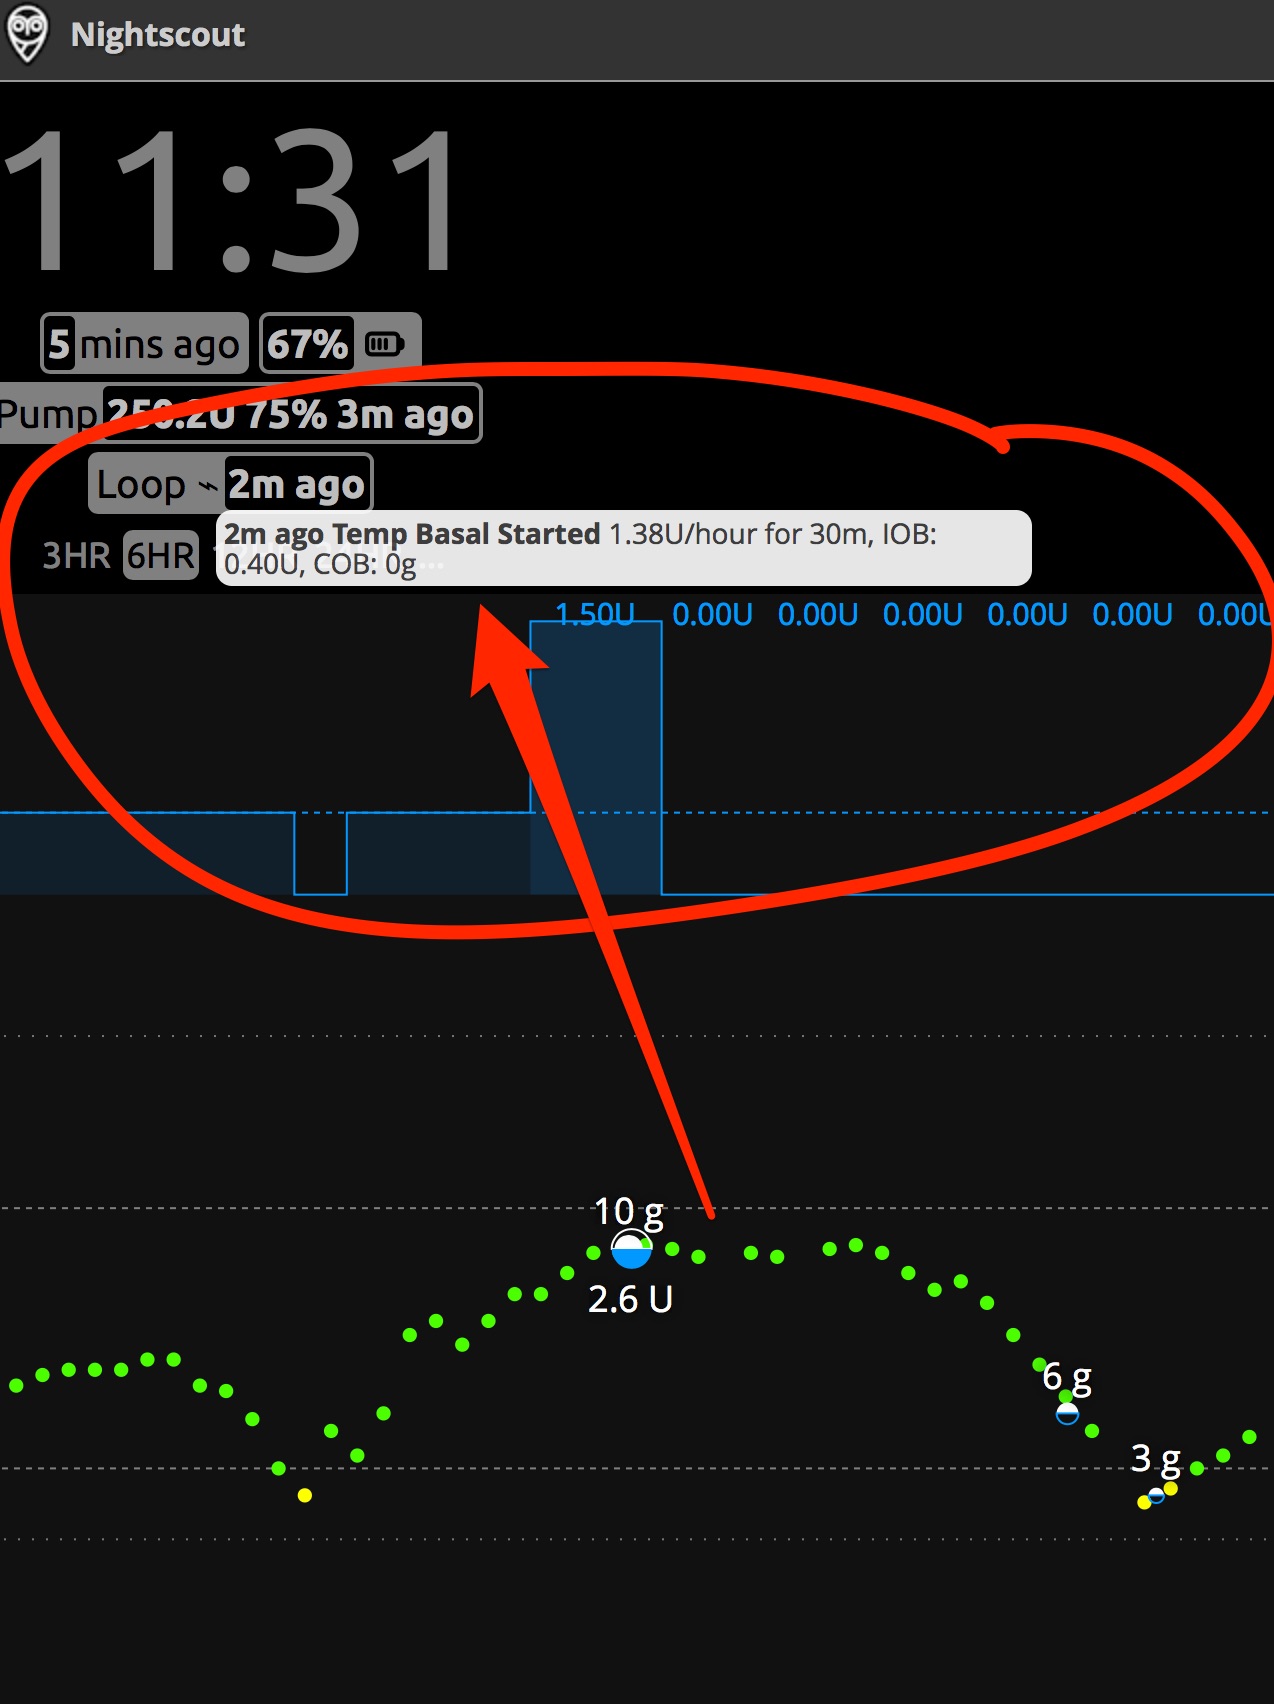 Nightscout
11:31
5 mins ago 67%
Pump 250.2U 75% 3m ago
Loop ⌁ 2m ago
3HR 6HR
2m ago Temp Basal Started 1.38U/hour for 30m, IOB:
0.40U, COB: 0g
1.50U 0.00U 0.00U 0.00U 0.00U 0.00U 0.00U
10 g
2.6 U
6 g
3 g